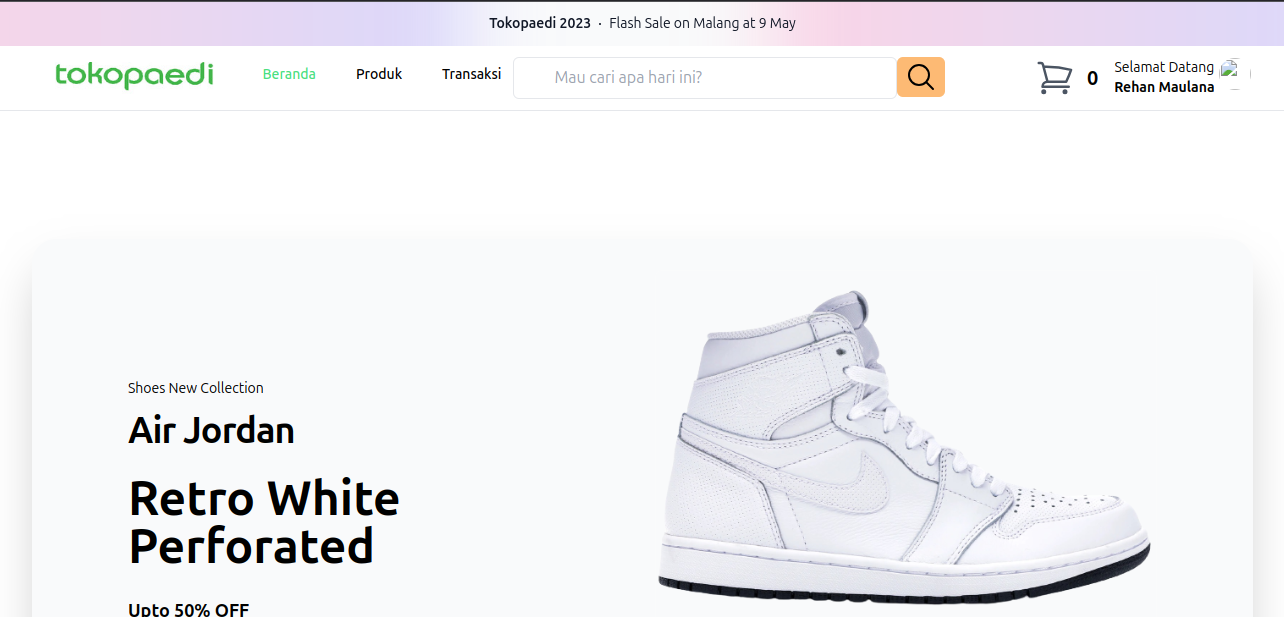 Tokopaedi 2023 · Flash Sale on Malang at 9 May
tokopaedi
Beranda Produk Transaksi
Mau cari apa hari ini?
0
Selamat Datang
Rehan Maulana
Shoes New Collection
Air Jordan
Retro White
Perforated
Upto 50% OFF